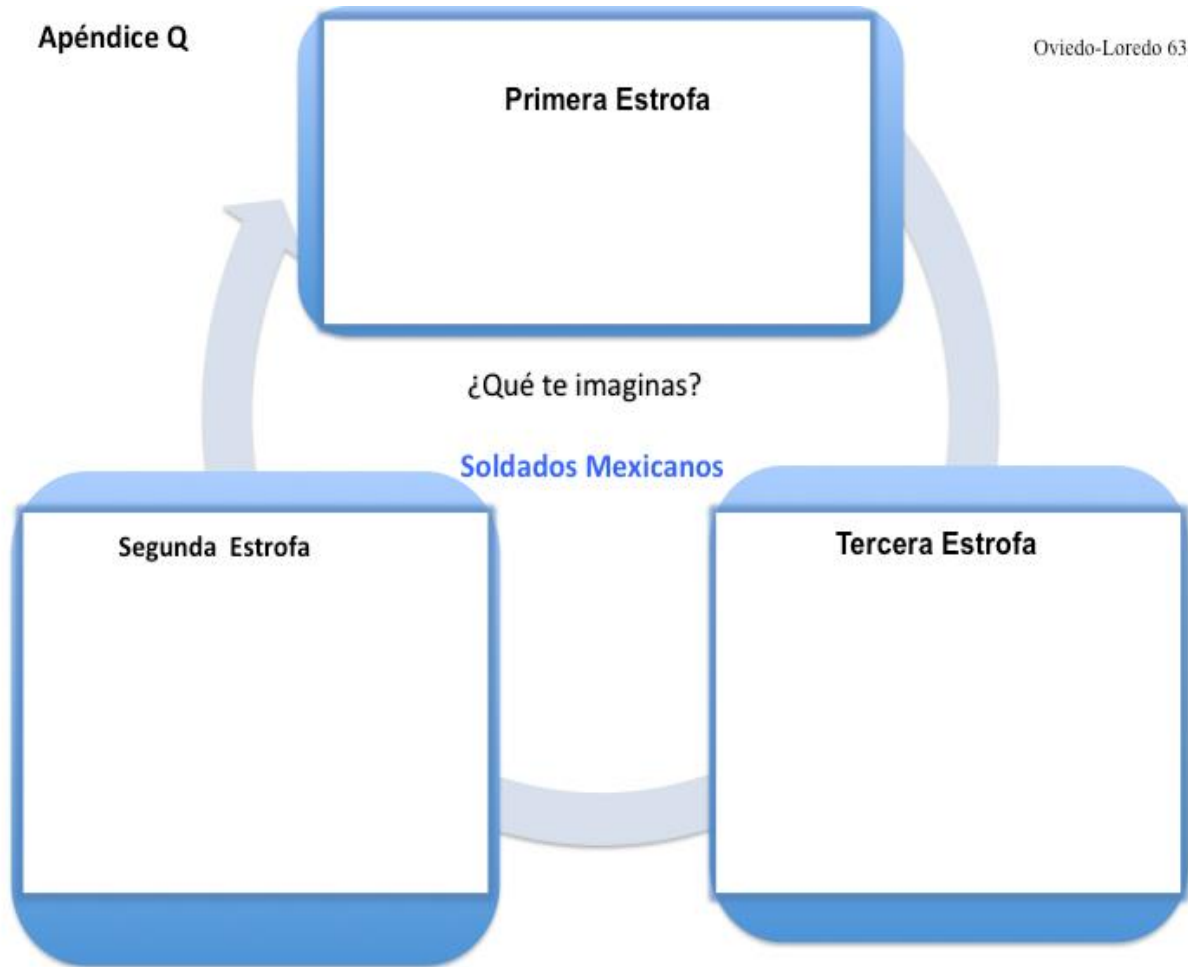 Apéndice Q
Oviedo-Loredo 63
Primera Estrofa
¿Qué te imaginas?
Soldados Mexicanos
Segunda Estrofa
Tercera Estrofa